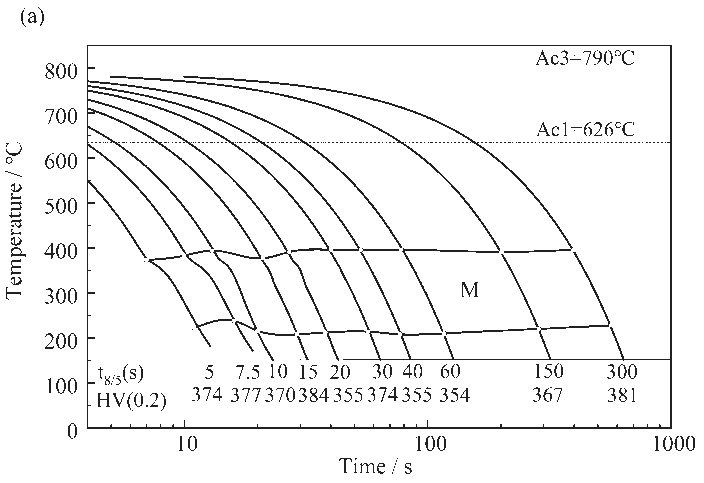 (a)
Ac3=790°C
Ac1=626°C
800
700
600
500
400
300
200
100
0
Temperature / °C
M
t8/5(s) 5 7.5 10 15 20 30 40 60 150 300
HV(0.2) 374 377 370 384 355 374 355 354 367 381
10 100 1000
Time / s